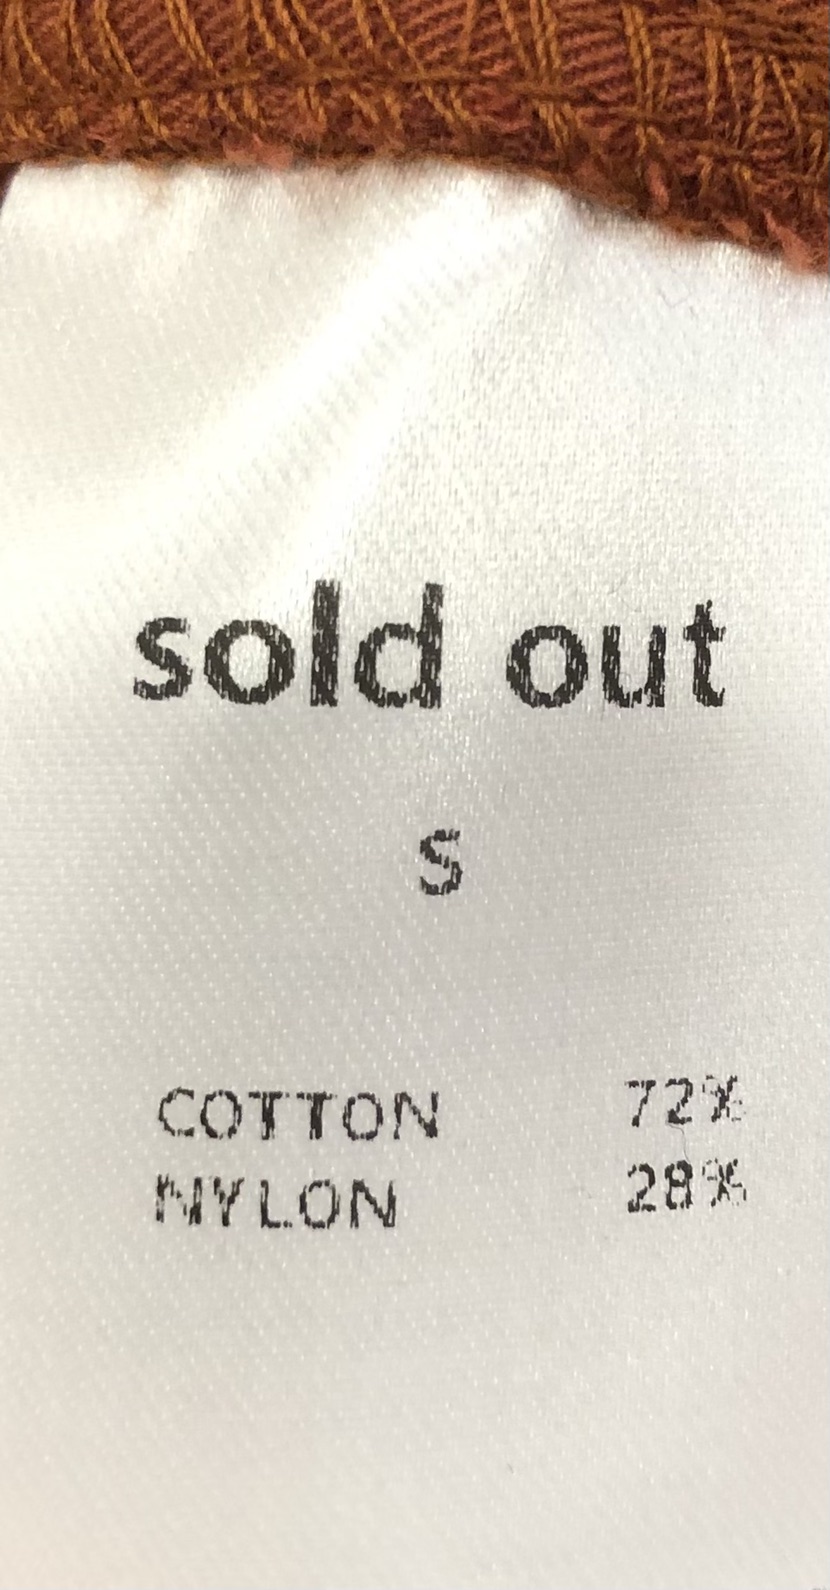 sold out
S
COTTON 72%
NYLON 28%